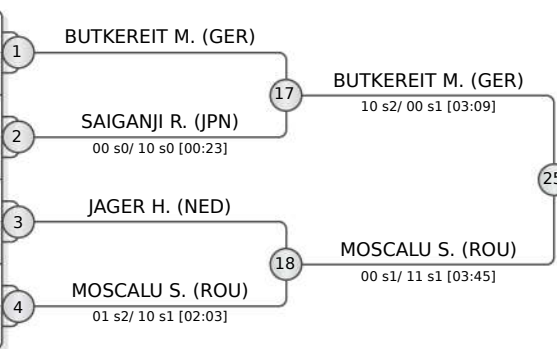 BUTKEREIT M. (GER)
1
17
BUTKEREIT M. (GER)
10 s2/ 00 s1 [03:09]
SAIGANJI R. (JPN)
2
00 s0/ 10 s0 [00:23]
25
JAGER H. (NED)
3
18
MOSCALU S. (ROU)
00 s1/ 11 s1 [03:45]
MOSCALU S. (ROU)
4
01 s2/ 10 s1 [02:03]